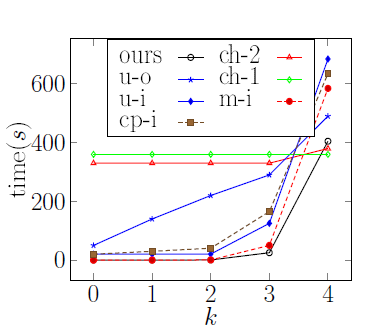 ours ch-2
u-o ch-1
u-i m-i
cp-i
600
400
200
0
time(s)
0 1 2 3 4
k